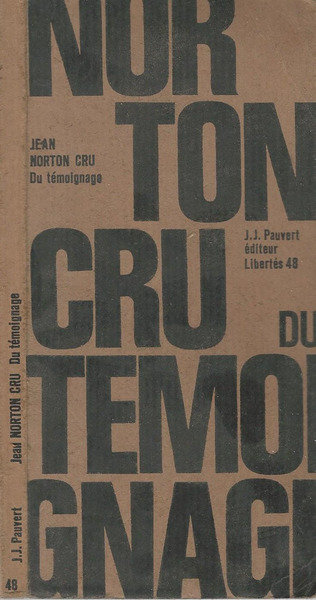 NOR
TON
CRU
DU
TEMOI
GNAGE
JEAN
NORTON CRU
Du témoignage
J.J. Pauvert
éditeur
Libertés 48
J.J. Pauvert Jean NORTON CRU Du témoignage
48